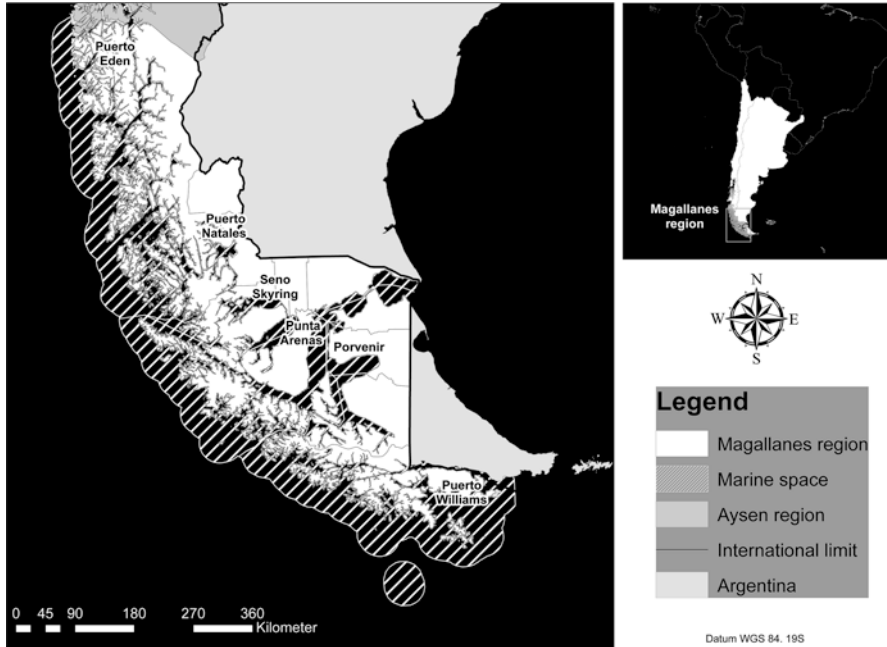 Puerto
Eden
Puerto
Natales
Seno
Skyring
Punta
Arenas
Porvenir
Puerto
Williams
0 45 90 180 270 360
Kilometer
Magallanes
region
N
W E
S
Legend
Magallanes region
Marine space
Aysen region
International limit
Argentina
Datum WGS 84. 19S